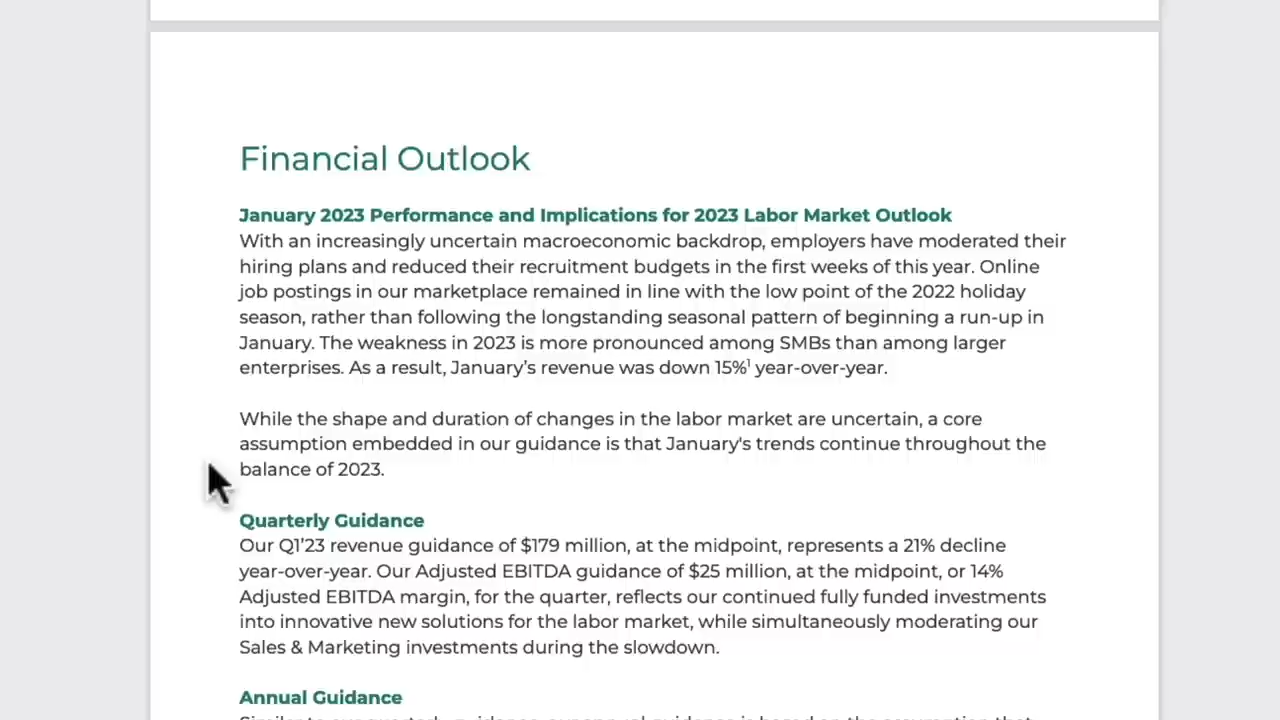 Financial Outlook
January 2023 Performance and Implications for 2023 Labor Market Outlook
With an increasingly uncertain macroeconomic backdrop, employers have moderated their
hiring plans and reduced their recruitment budgets in the first weeks of this year. Online
job postings in our marketplace remained in line with the low point of the 2022 holiday
season, rather than following the longstanding seasonal pattern of beginning a run-up in
January. The weakness in 2023 is more pronounced among SMBs than among larger
enterprises. As a result, January’s revenue was down 15%¹ year-over-year.
While the shape and duration of changes in the labor market are uncertain, a core
assumption embedded in our guidance is that January's trends continue throughout the
balance of 2023.
Quarterly Guidance
Our Q1’23 revenue guidance of $179 million, at the midpoint, represents a 21% decline
year-over-year. Our Adjusted EBITDA guidance of $25 million, at the midpoint, or 14%
Adjusted EBITDA margin, for the quarter, reflects our continued fully funded investments
into innovative new solutions for the labor market, while simultaneously moderating our
Sales & Marketing investments during the slowdown.
Annual Guidance